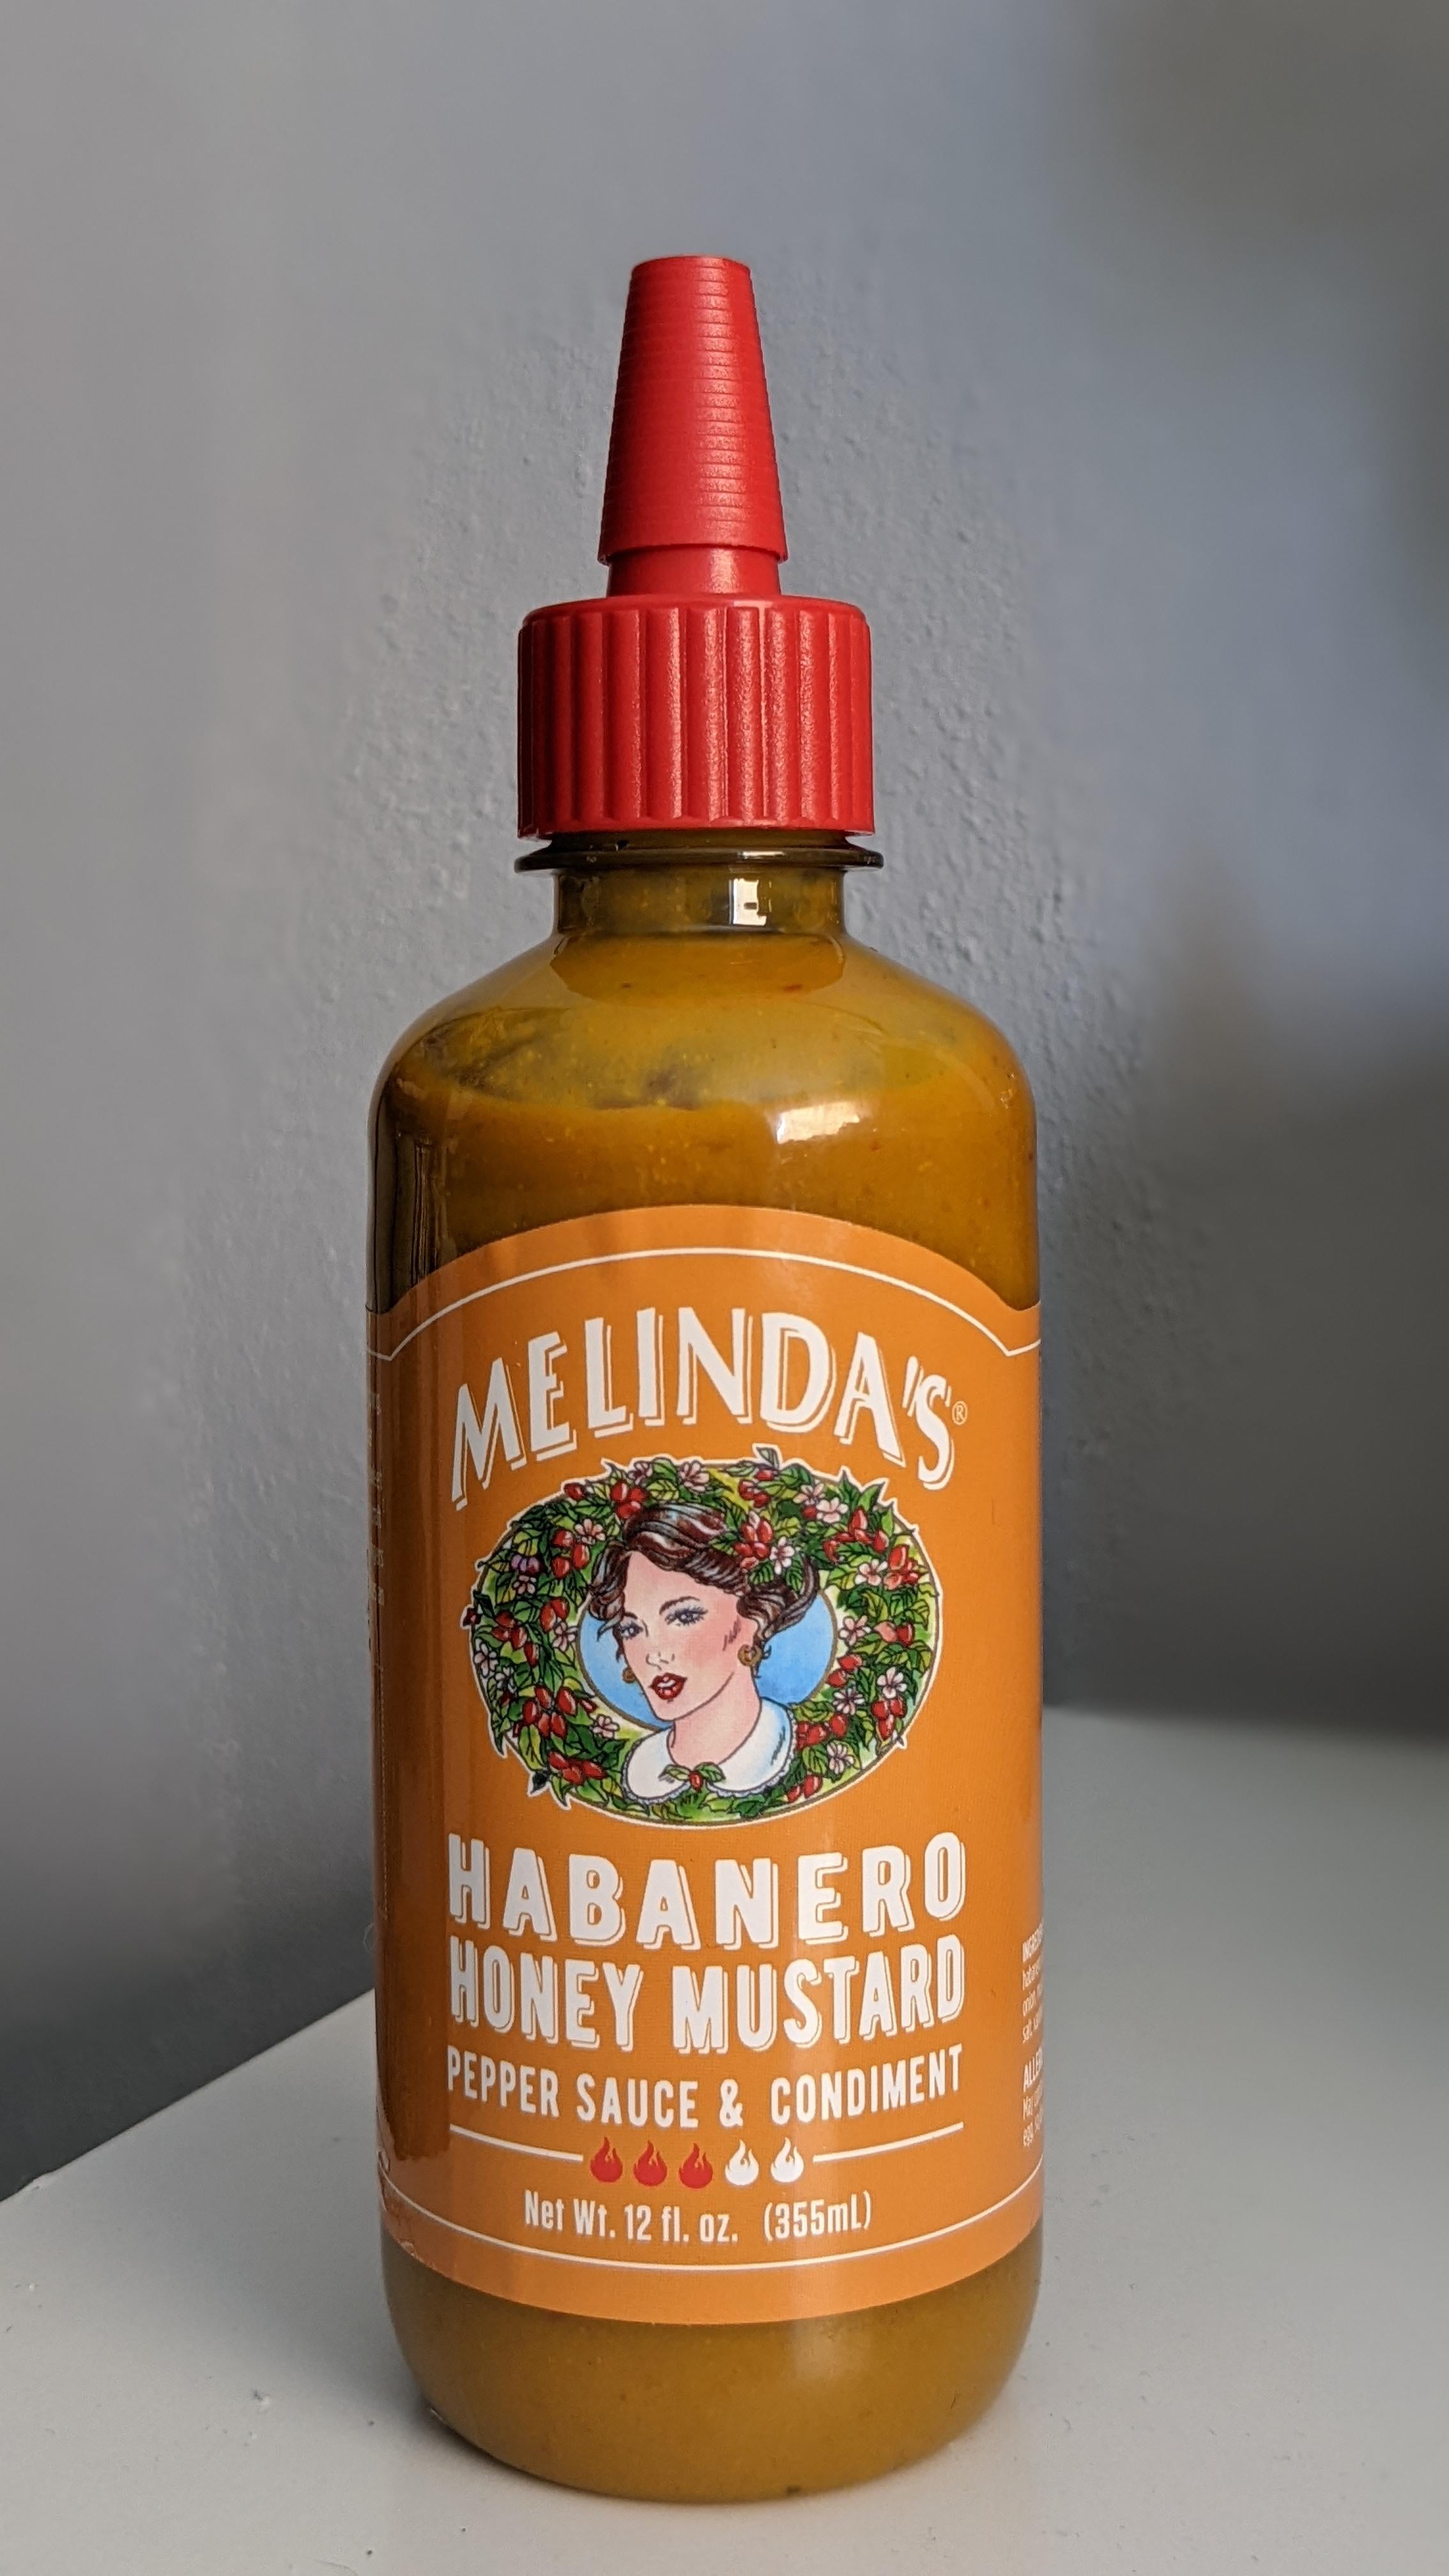 MELINDA'S®
HABANERO
HONEY MUSTARD
PEPPER SAUCE & CONDIMENT
Net Wt. 12 fl. oz. (355mL)